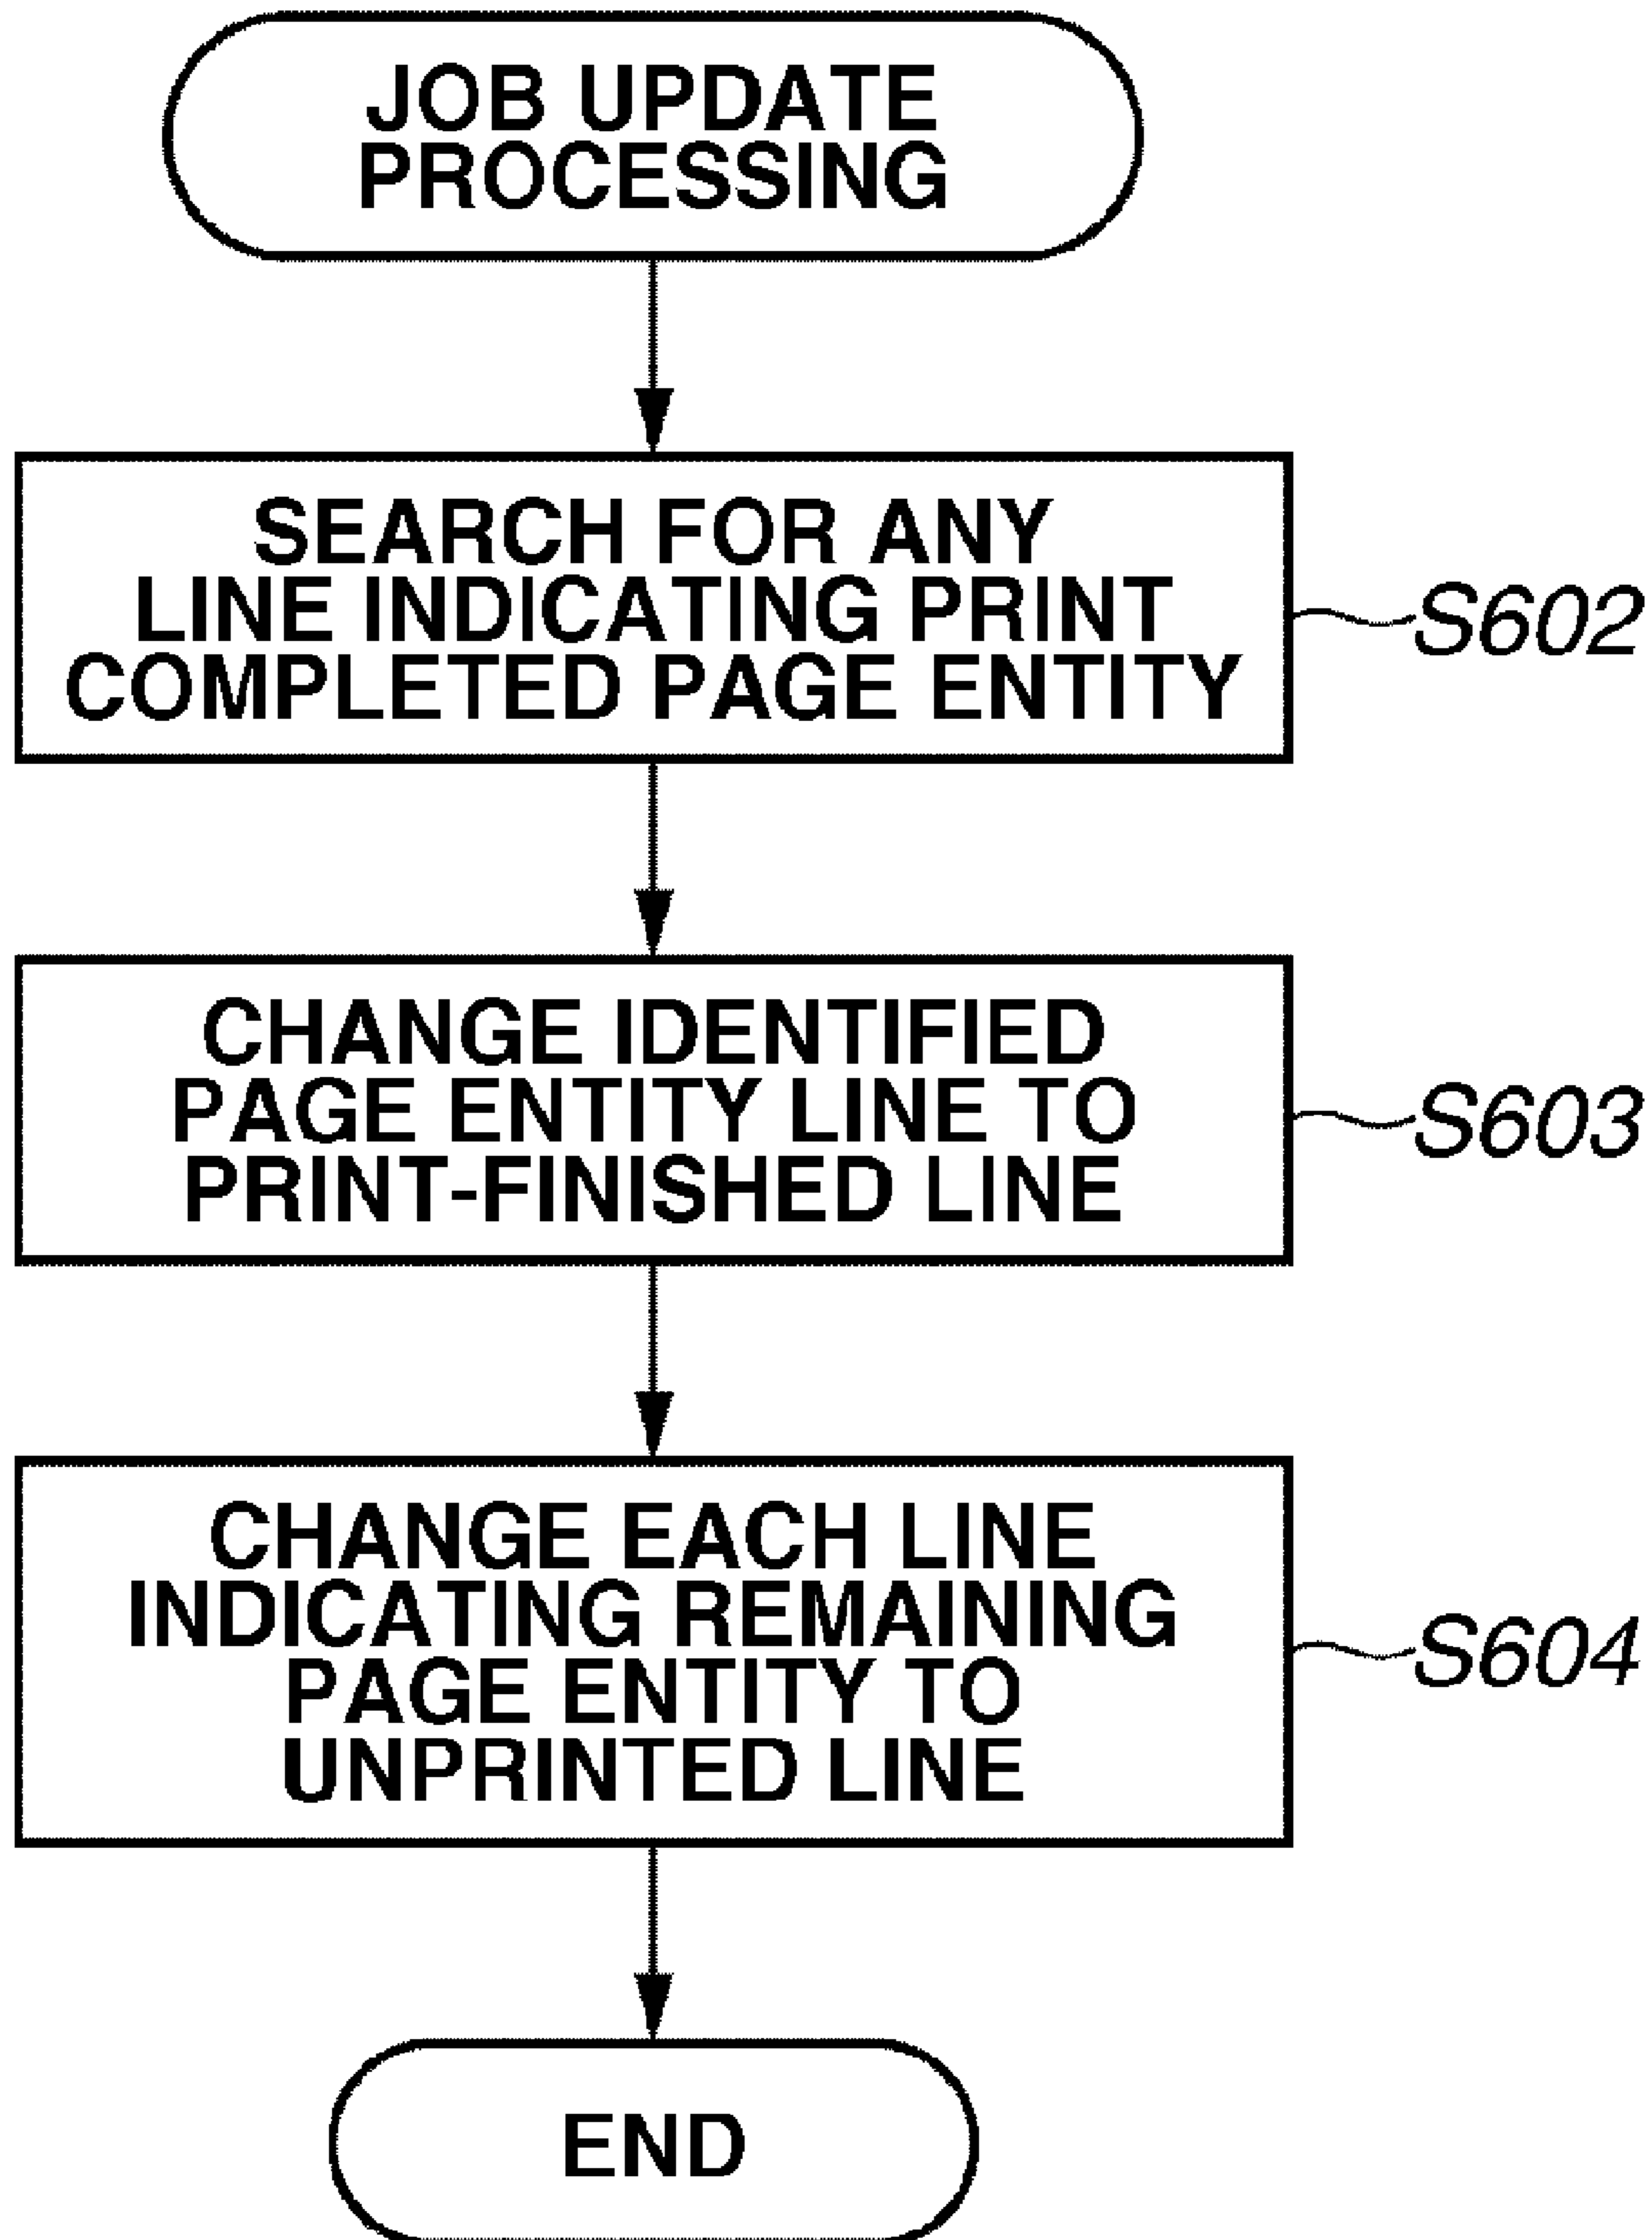 JOB UPDATE
PROCESSING
SEARCH FOR ANY
LINE INDICATING PRINT
COMPLETED PAGE ENTITY
S602
CHANGE IDENTIFIED
PAGE ENTITY LINE TO
PRINT-FINISHED LINE
S603
CHANGE EACH LINE
INDICATING REMAINING
PAGE ENTITY TO
UNPRINTED LINE
S604
END